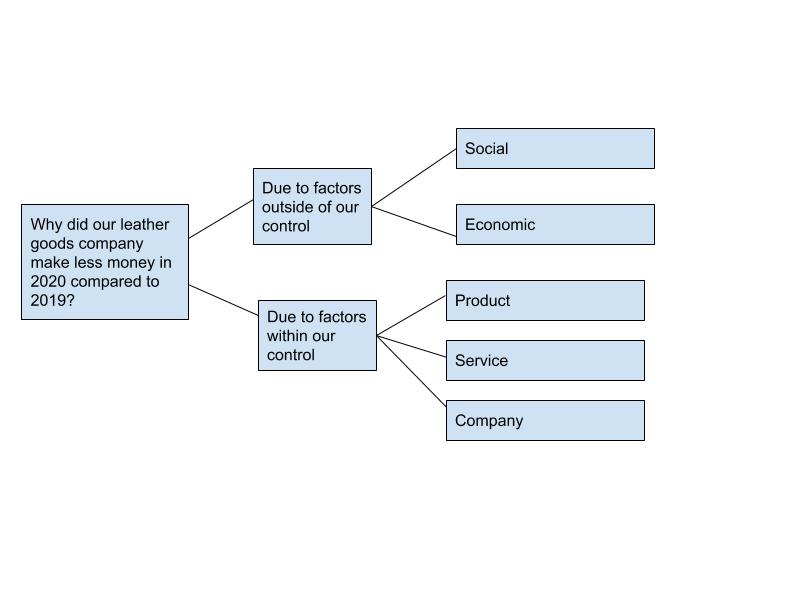 Why did our leather
goods company
make less money in
2020 compared to
2019?
Due to factors
outside of our
control
Social
Economic
Due to factors
within our
control
Product
Service
Company